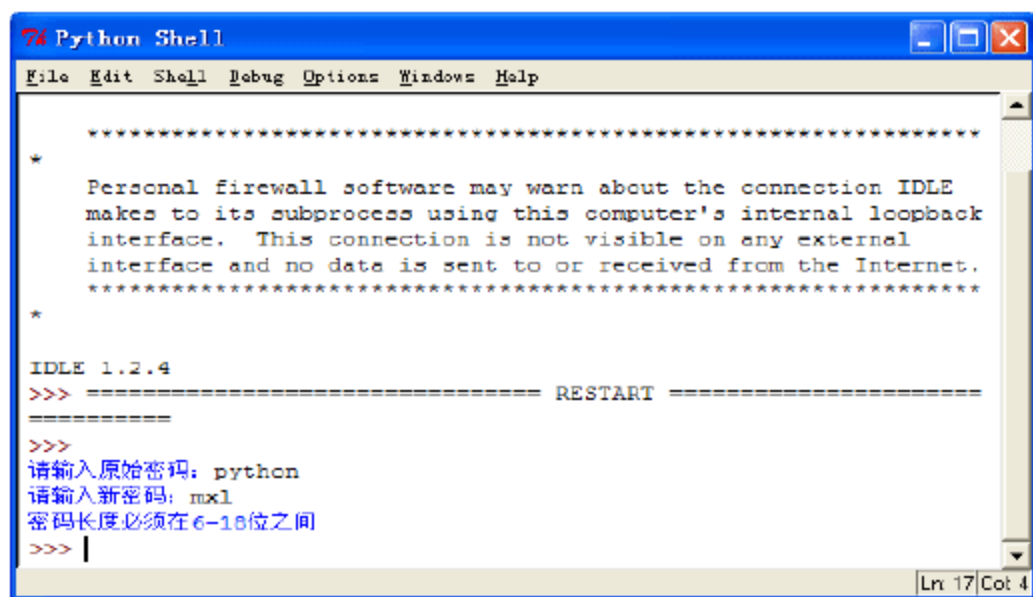 Python Shell
File Edit Shell Debug Options Windows Help
***************************************************************
*
Personal firewall software may warn about the connection IDLE
makes to its subprocess using this computer's internal loopback
interface.  This connection is not visible on any external
interface and no data is sent to or received from the Internet.
***************************************************************
*
IDLE 1.2.4
>>> ================================ RESTART ======================
==========
>>>
请输入原始密码：python
请输入新密码：mxl
密码长度必须在6-18位之间
>>>
Ln: 17 Col: 4